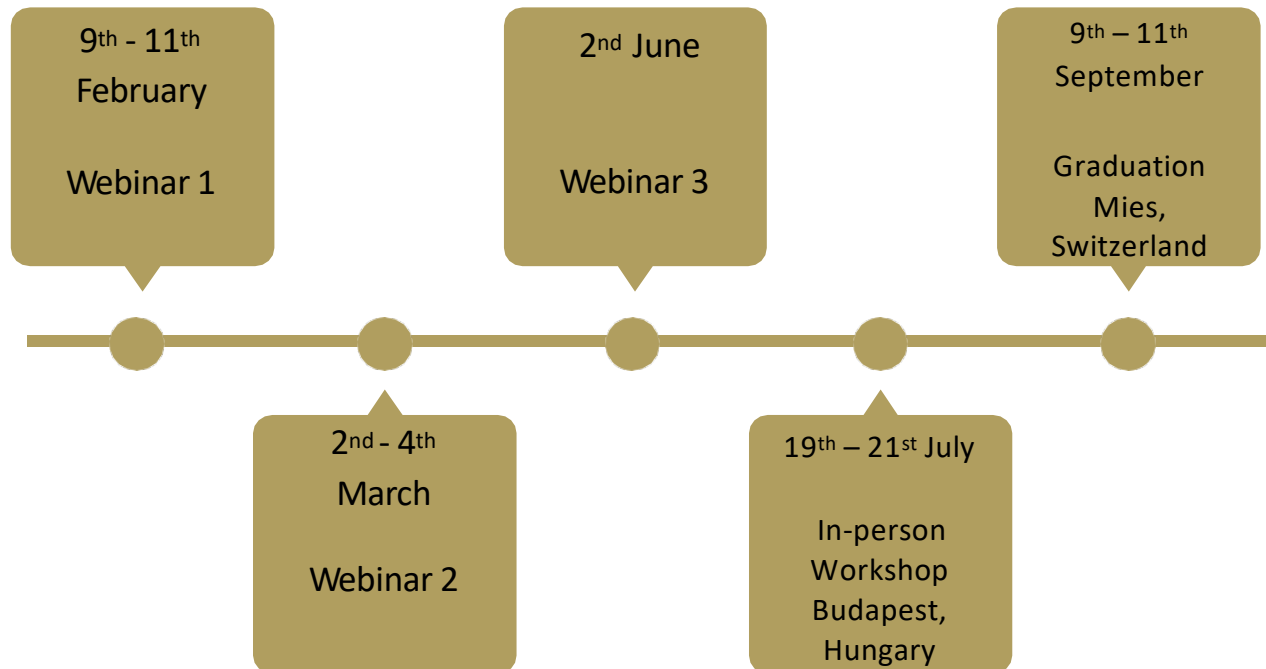 9th - 11th
February
Webinar 1
2nd - 4th
March
Webinar 2
2nd June
Webinar 3
19th – 21st July
In-person
Workshop
Budapest,
Hungary
9th – 11th
September
Graduation
Mies,
Switzerland